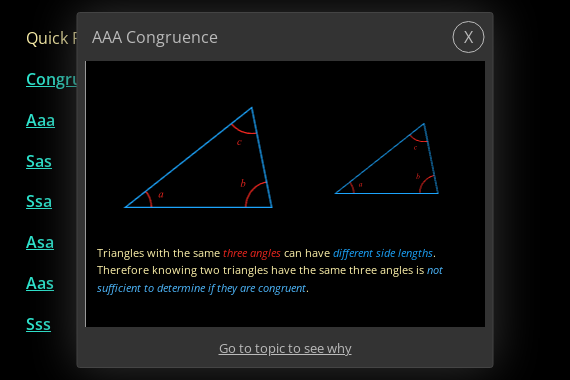 AAA Congruence
X
Quick
Congru
Aaa
Sas
Ssa
Asa
Aas
Sss
c
a
b
c
a
b
Triangles with the same three angles can have different side lengths.
Therefore knowing two triangles have the same three angles is not
sufficient to determine if they are congruent.
Go to topic to see why